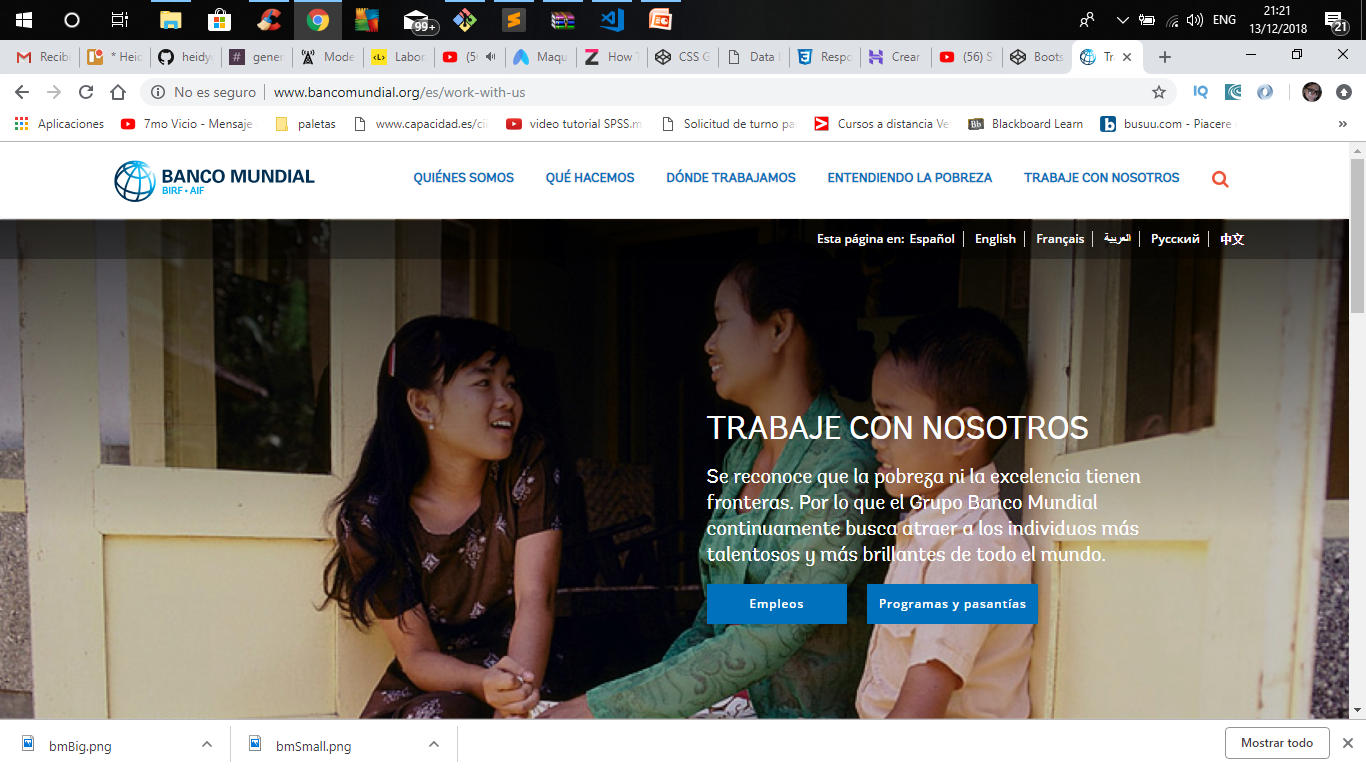 99+
ENG
21:21
13/12/2018
21
Recibi
* Heid
heidy
gener
Mode
Labor
(5(
Maqu
How T
CSS G
Data l
Respo
Crear
(56) S
Boots
Tr
No es seguro
www.bancomundial.org/es/work-with-us
IQ
Aplicaciones
7mo Vicio - Mensaje
paletas
www.capacidad.es/ci
video tutorial SPSS.m
Solicitud de turno pa
Cursos a distancia Ve
Bb
Blackboard Learn
busuu.com - Piacere
»
BANCO MUNDIAL
BIRF • AIF
QUIÉNES SOMOS
QUÉ HACEMOS
DÓNDE TRABAJAMOS
ENTENDIENDO LA POBREZA
TRABAJE CON NOSOTROS
Esta página en: Español
English
Français
العربية
Русский
中文
TRABAJE CON NOSOTROS
Se reconoce que la pobreza ni la excelencia tienen
fronteras. Por lo que el Grupo Banco Mundial
continuamente busca atraer a los individuos más
talentosos y más brillantes de todo el mundo.
Empleos
Programas y pasantías
bmBig.png
bmSmall.png
Mostrar todo